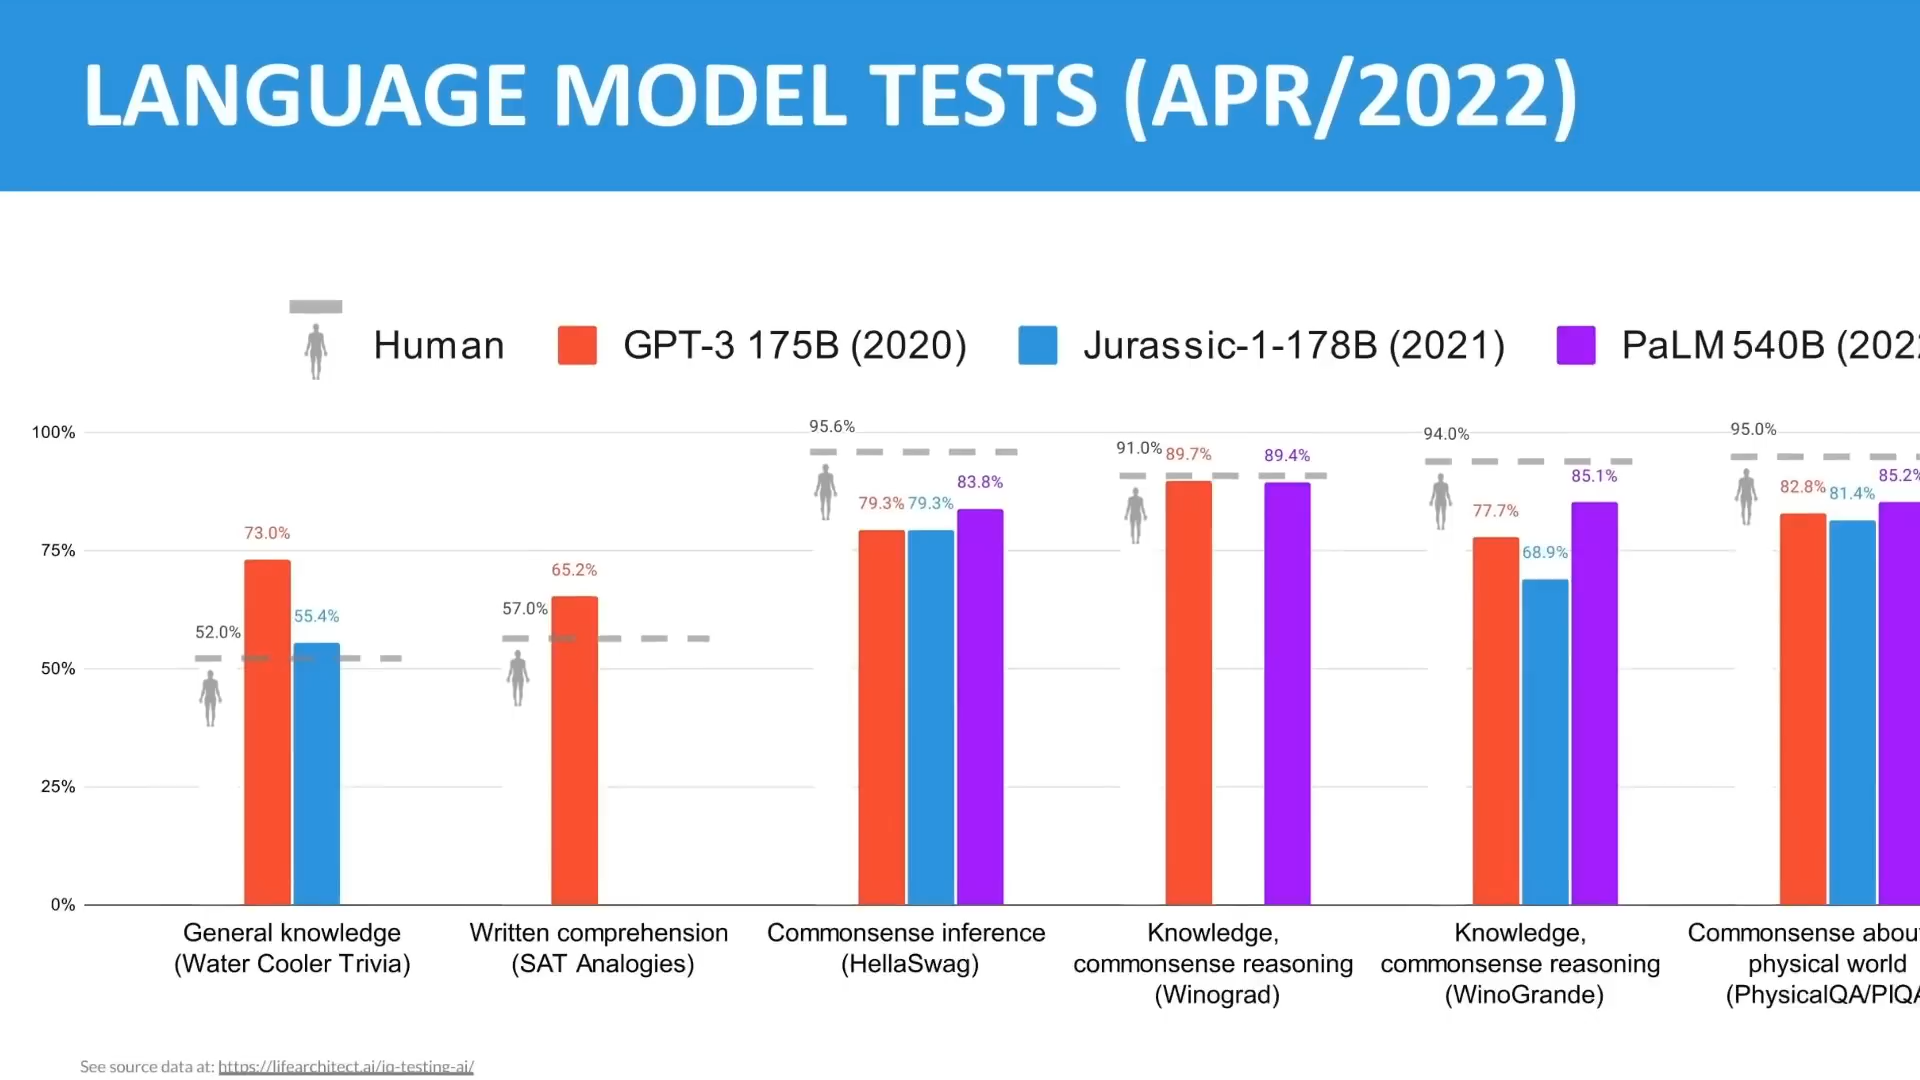 LANGUAGE MODEL TESTS (APR/2022)
Human
GPT-3 175B (2020)
Jurassic-1-178B (2021)
PaLM 540B (202
100%
75%
50%
25%
0%
52.0%
73.0%
55.4%
57.0%
65.2%
95.6%
79.3%
79.3%
83.8%
91.0%
89.7%
89.4%
94.0%
77.7%
68.9%
85.1%
95.0%
82.8%
81.4%
85.2%
General knowledge
(Water Cooler Trivia)
Written comprehension
(SAT Analogies)
Commonsense inference
(HellaSwag)
Knowledge,
commonsense reasoning
(Winograd)
Knowledge,
commonsense reasoning
(WinoGrande)
Commonsense abou
physical world
(PhysicalQA/PIQA
See source data at: https://lifearchitect.ai/iq-testing-ai/